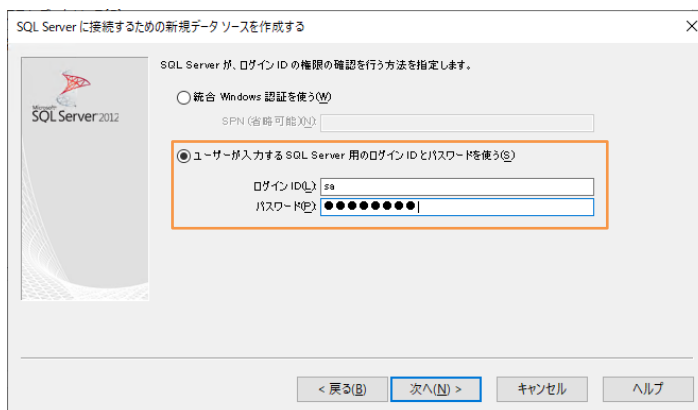 SQL Server に接続するための新規データ ソースを作成する
SQL Server が、ログイン ID の権限の確認を行う方法を指定します。
Microsoft
SQL Server 2012
統合 Windows 認証を使う(W)
SPN (省略可能)(N):
ユーザーが入力する SQL Server 用のログイン ID とパスワードを使う(S)
ログイン ID(L): sa
パスワード(P): ●●●●●●●●
< 戻る(B)
次へ(N) >
キャンセル
ヘルプ